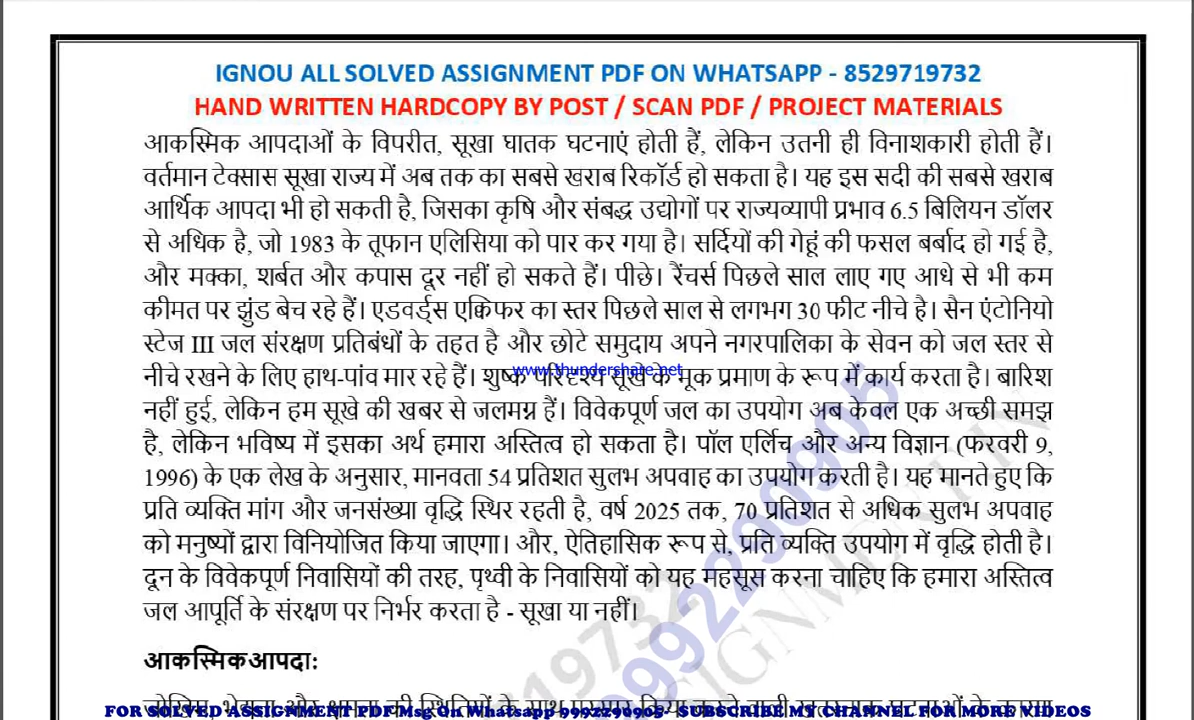 IGNOU ALL SOLVED ASSIGNMENT PDF ON WHATSAPP - 8529719732
HAND WRITTEN HARDCOPY BY POST / SCAN PDF / PROJECT MATERIALS
आकस्मिक आपदाओं के विपरीत, सूखा घातक घटनाएं होती हैं, लेकिन उतनी ही विनाशकारी होती हैं।
वर्तमान टेक्सास सूखा राज्य में अब तक का सबसे खराब रिकॉर्ड हो सकता है। यह इस सदी की सबसे खराब
आर्थिक आपदा भी हो सकती है, जिसका कृषि और संबद्ध उद्योगों पर राज्यव्यापी प्रभाव 6.5 बिलियन डॉलर
से अधिक है, जो 1983 के तूफान एलिसिया को पार कर गया है। सर्दियों की गेहूं की फसल बर्बाद हो गई है,
और मक्का, शर्बत और कपास दूर नहीं हो सकते हैं। पीछे। रैंचर्स पिछले साल लाए गए आधे से भी कम
कीमत पर झुंड बेच रहे हैं। एडवर्ड्स एक्विफर का स्तर पिछले साल से लगभग 30 फीट नीचे है। सैन एंटोनियो
स्टेज III जल संरक्षण प्रतिबंधों के तहत है और छोटे समुदाय अपने नगरपालिका के सेवन को जल स्तर से
नीचे रखने के लिए हाथ-पांव मार रहे हैं। शुष्क परिदृश्य सूखे के मूक प्रमाण के रूप में कार्य करता है। बारिश
www.thundershare.net
नहीं हुई, लेकिन हम सूखे की खबर से जलमग्न हैं। विवेकपूर्ण जल का उपयोग अब केवल एक अच्छी समझ
है, लेकिन भविष्य में इसका अर्थ हमारा अस्तित्व हो सकता है। पॉल एर्लिच और अन्य विज्ञान (फरवरी 9,
1996) के एक लेख के अनुसार, मानवता 54 प्रतिशत सुलभ अपवाह का उपयोग करती है। यह मानते हुए कि
प्रति व्यक्ति मांग और जनसंख्या वृद्धि स्थिर रहती है, वर्ष 2025 तक, 70 प्रतिशत से अधिक सुलभ अपवाह
को मनुष्यों द्वारा विनियोजित किया जाएगा। और, ऐतिहासिक रूप से, प्रति व्यक्ति उपयोग में वृद्धि होती है।
दून के विवेकपूर्ण निवासियों की तरह, पृथ्वी के निवासियों को यह महसूस करना चाहिए कि हमारा अस्तित्व
जल आपूर्ति के संरक्षण पर निर्भर करता है - सूखा या नहीं।
आकस्मिकआपदा:
FOR SOLVED ASSIGNMENT PDF Msg On Whatsapp 9992290905- SUBSCRIBE MY CHANNEL FOR MORE VIDEOS